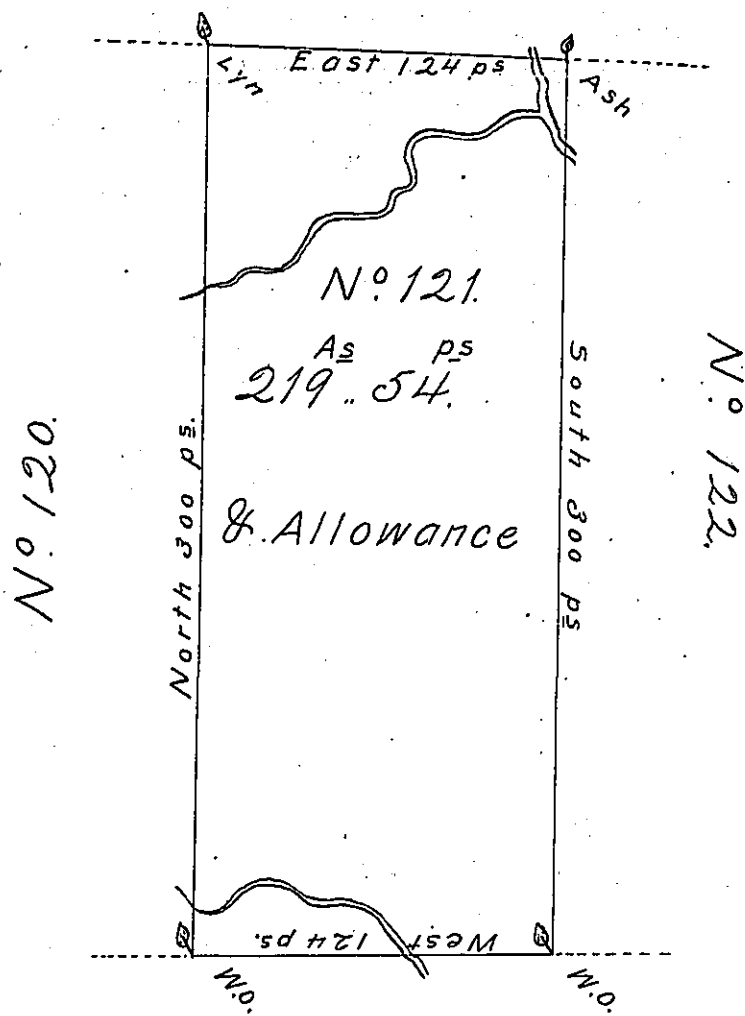 East 124 ps
Lyn
Ash
Nº 121.
As ps
219 .. 54.
& Allowance
North 300 ps.
South 300 ps
Nº 120.
Nº 122.
West 124 ps.
W.O.
W.O.